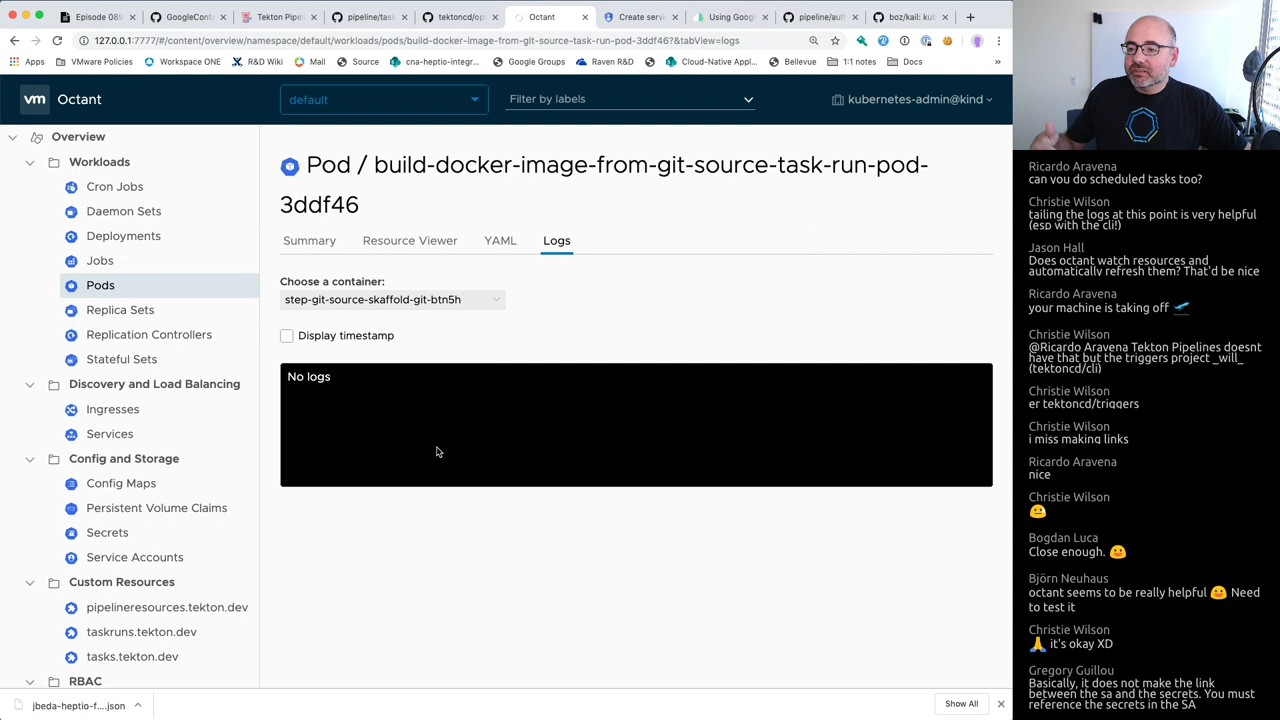 Episode 089
GoogleCont
Tekton Pipel
pipeline/tas
tektoncd/op
Octant
Create servi
Using Goog
pipeline/aut
boz/kail: ku
127.0.0.1:7777/#/content/overview/namespace/default/workloads/pods/build-docker-image-from-git-source-task-run-pod-3ddf46?&tabView=logs
Apps
VMware Policies
Workspace ONE
R&D Wiki
Mail
Source
cna-heptio-integr...
Google Groups
Raven R&D
Cloud-Native Appl...
Bellevue
1:1 notes
Docs
»
vm
Octant
default
Filter by labels
kubernetes-admin@kind
Overview
Workloads
Cron Jobs
Daemon Sets
Deployments
Jobs
Pods
Replica Sets
Replication Controllers
Stateful Sets
Discovery and Load Balancing
Ingresses
Services
Config and Storage
Config Maps
Persistent Volume Claims
Secrets
Service Accounts
Custom Resources
pipelineresources.tekton.dev
taskruns.tekton.dev
tasks.tekton.dev
RBAC
Pod / build-docker-image-from-git-source-task-run-pod-
3ddf46
Summary
Resource Viewer
YAML
Logs
Choose a container:
step-git-source-skaffold-git-btn5h
Display timestamp
No logs
jbeda-heptio-f....json
Show All
Ricardo Aravena
can you do scheduled tasks too?
Christie Wilson
tailing the logs at this point is very helpful
(esp with the cli!)
Jason Hall
Does octant watch resources and
automatically refresh them? That'd be nice
Ricardo Aravena
your machine is taking off
Christie Wilson
@Ricardo Aravena Tekton Pipelines doesnt
have that but the triggers project _will_
(tektoncd/cli)
Christie Wilson
er tektoncd/triggers
Christie Wilson
i miss making links
Ricardo Aravena
nice
Christie Wilson
Bogdan Luca
Close enough.
Björn Neuhaus
octant seems to be really helpful Need
to test it
Christie Wilson
it's okay XD
Gregory Guillou
Basically, it does not make the link
between the sa and the secrets. You must
reference the secrets in the SA